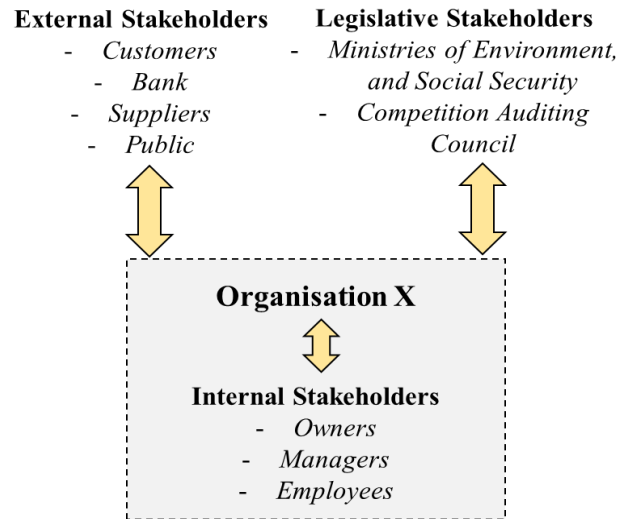 External Stakeholders
- Customers
- Bank
- Suppliers
- Public
Legislative Stakeholders
- Ministries of Environment,
and Social Security
- Competition Auditing
Council
Organisation X
Internal Stakeholders
- Owners
- Managers
- Employees